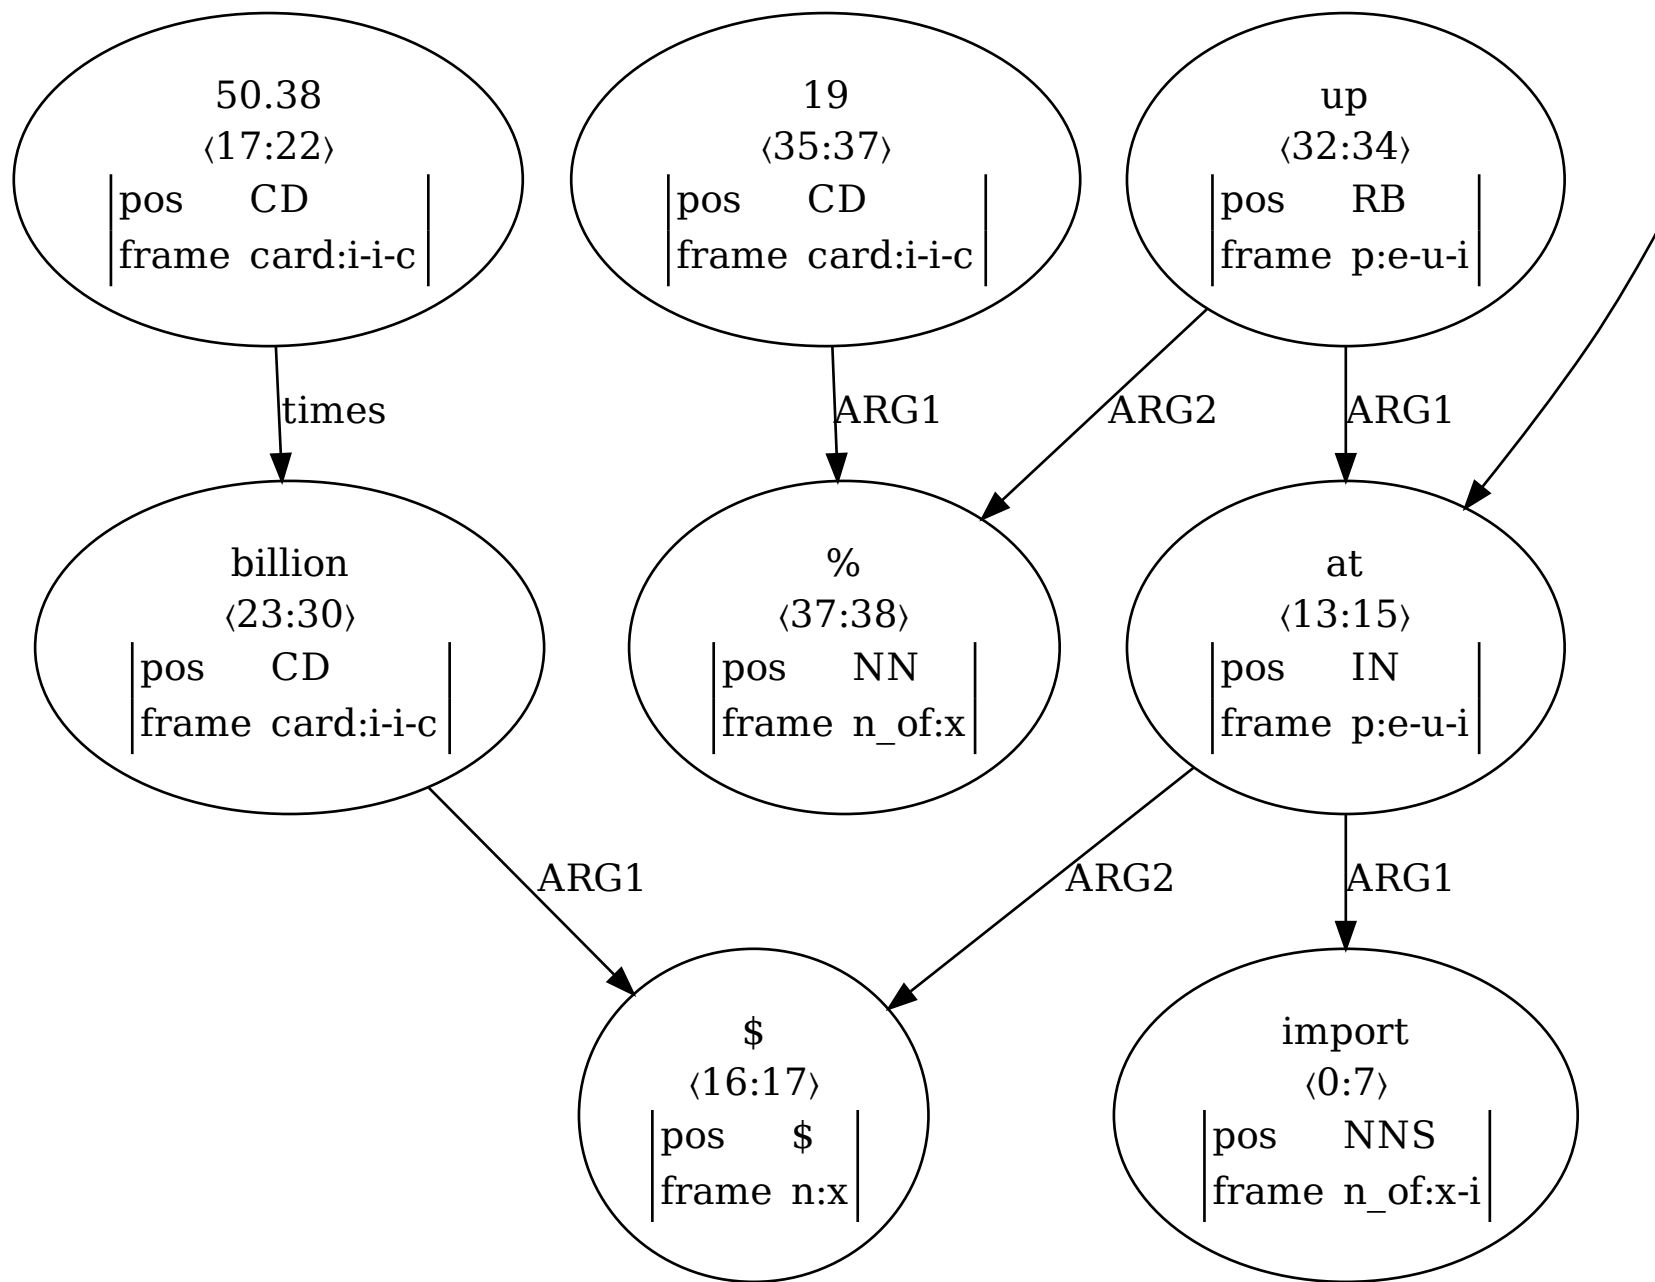 50.38
⟨17:22⟩
pos CD
frame card:i-i-c
19
⟨35:37⟩
pos CD
frame card:i-i-c
up
⟨32:34⟩
pos RB
frame p:e-u-i
times
ARG1
ARG2
ARG1
billion
⟨23:30⟩
pos CD
frame card:i-i-c
%
⟨37:38⟩
pos NN
frame n_of:x
at
⟨13:15⟩
pos IN
frame p:e-u-i
ARG1
ARG2
ARG1
$
⟨16:17⟩
pos $
frame n:x
import
⟨0:7⟩
pos NNS
frame n_of:x-i